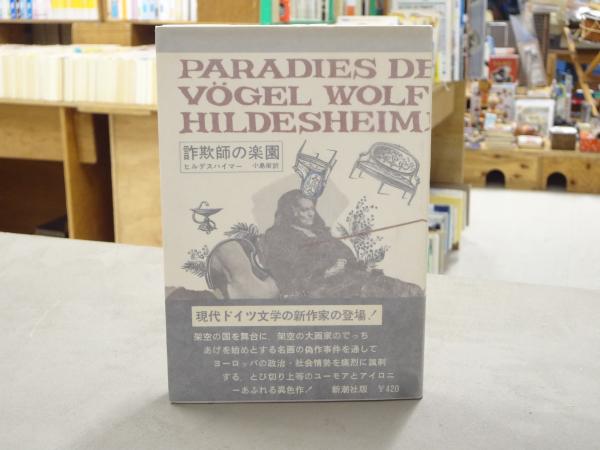 PARADIES DE
VÖGEL WOLF
HILDESHEIM
詐欺師の楽園
ヒルデスハイマー 小島衛訳
現代ドイツ文学の新作家の登場!
架空の国を舞台に、架空の大画家のでっち
あげを始めとする名画の偽作事件を通して
ヨーロッパの政治・社会情勢を痛烈に諷刺
する、とび切り上等のユーモアとアイロニ
ーあふれる異色作! 新潮社版 ¥420